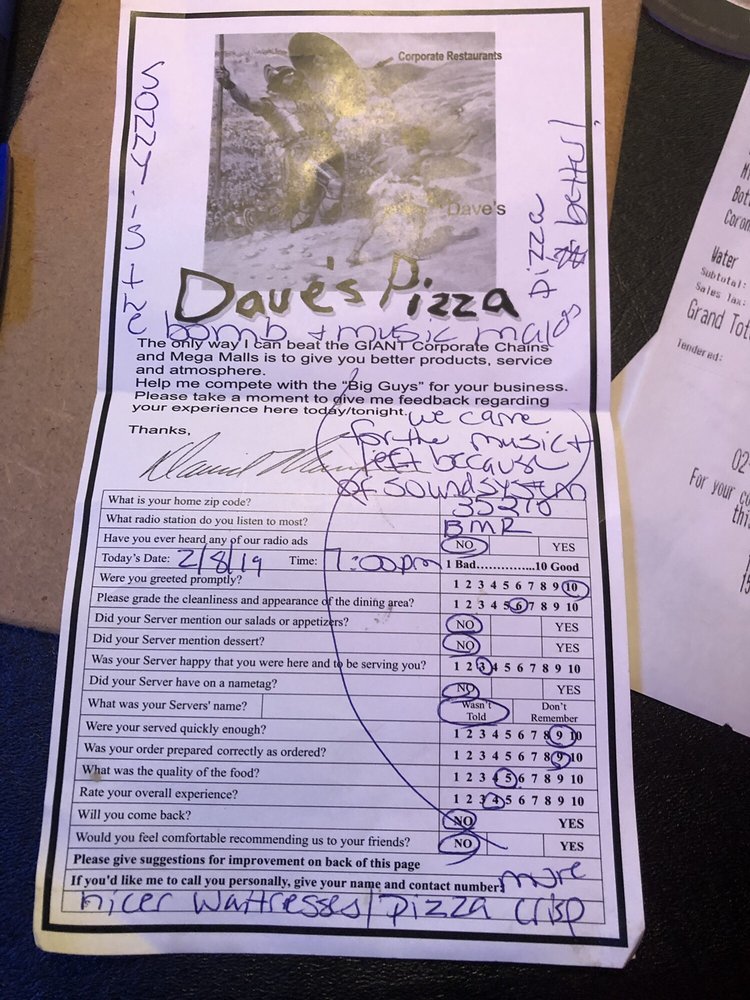 Corporate Restaurants
Dave's
Dave's Pizza
is the
bomb & music makes
pizza
better!
The only way I can beat the GIANT Corporate Chains
and Mega Malls is to give you better products, service
and atmosphere.
Help me compete with the "Big Guys" for your business.
Please take a moment to give me feedback regarding
your experience here today/tonight.
Thanks,
we came
for the music &
left because
of soundsystem
What is your home zip code? 35210
What radio station do you listen to most? BMR
Have you ever heard any of our radio ads NO YES
Today's Date: 2/8/19 Time: 7:00pm 1 Bad..............10 Good
Were you greeted promptly? 1 2 3 4 5 6 7 8 9 10
Please grade the cleanliness and appearance of the dining area? 1 2 3 4 5 6 7 8 9 10
Did your Server mention our salads or appetizers? NO YES
Did your Server mention dessert? NO YES
Was your Server happy that you were here and to be serving you? 1 2 3 4 5 6 7 8 9 10
Did your Server have on a nametag? NO YES
What was your Servers' name? Wasn't Told Don't Remember
Were your served quickly enough? 1 2 3 4 5 6 7 8 9 10
Was your order prepared correctly as ordered? 1 2 3 4 5 6 7 8 9 10
What was the quality of the food? 1 2 3 4 5 6 7 8 9 10
Rate your overall experience? 1 2 3 4 5 6 7 8 9 10
Will you come back? NO YES
Would you feel comfortable recommending us to your friends? NO YES
Please give suggestions for improvement on back of this page
If you'd like me to call you personally, give your name and contact number: more
nicer waitresses/pizza crisp
Water
Subtotal:
Sales Tax:
Grand
Tendered:
For your